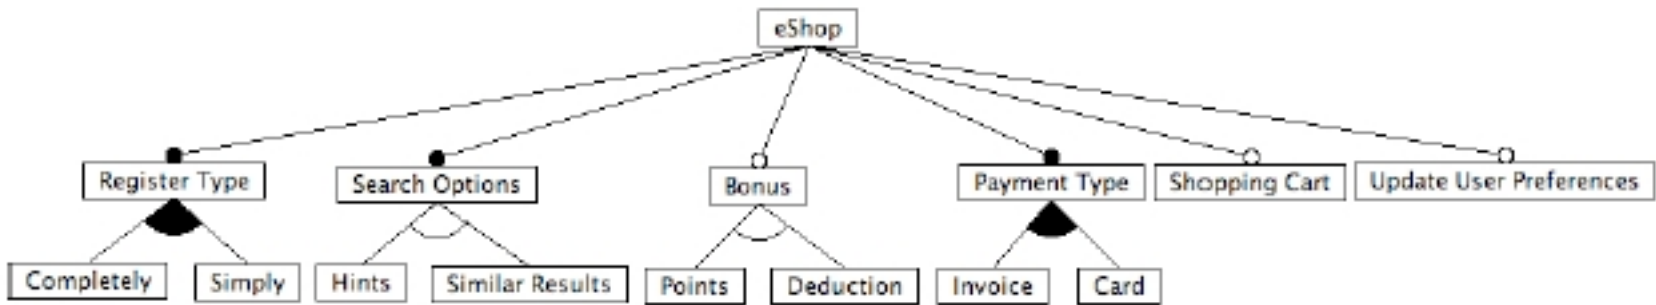 eShop
Register Type
Search Options
Bonus
Payment Type
Shopping Cart
Update User Preferences
Completely
Simply
Hints
Similar Results
Points
Deduction
Invoice
Card